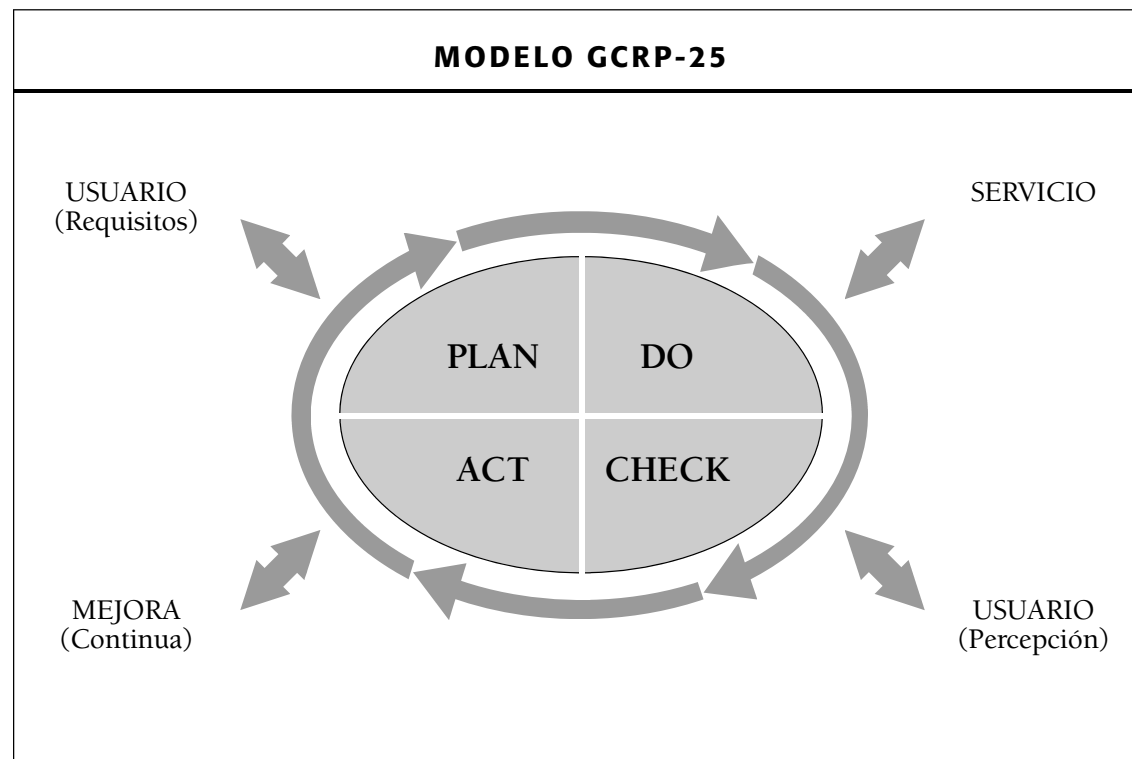 MODELO GCRP-25
USUARIO
(Requisitos)
SERVICIO
PLAN
DO
ACT
CHECK
MEJORA
(Continua)
USUARIO
(Percepción)